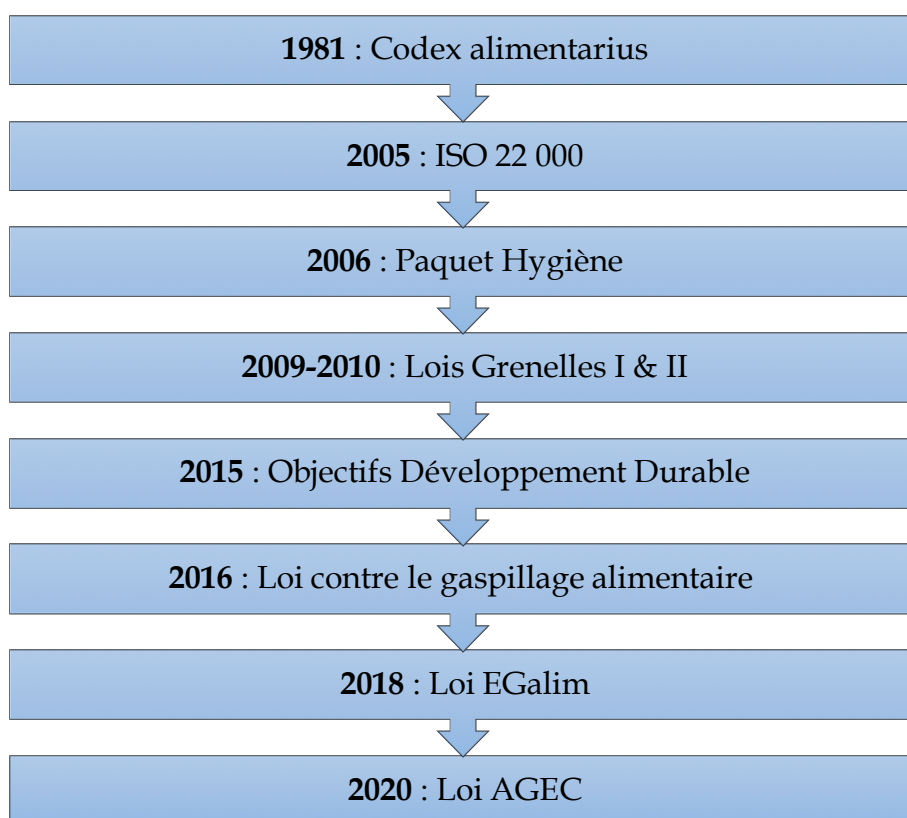 1981 : Codex alimentarius
2005 : ISO 22 000
2006 : Paquet Hygiène
2009-2010 : Lois Grenelles I & II
2015 : Objectifs Développement Durable
2016 : Loi contre le gaspillage alimentaire
2018 : Loi EGalim
2020 : Loi AGEC